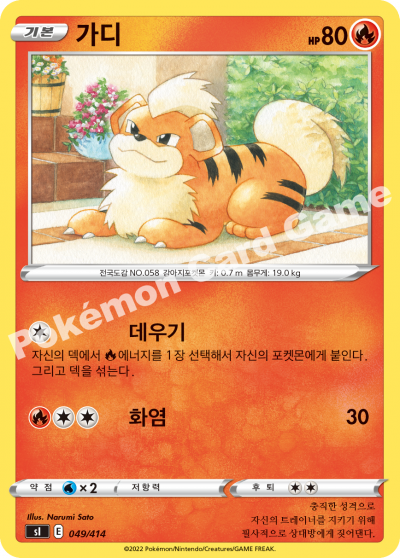 기본 가디 HP 80
전국도감 NO.058 강아지포켓몬 키: 0.7 m 몸무게: 19.0 kg
Pokémon Card Game
데우기
자신의 덱에서 에너지를 1장 선택해서 자신의 포켓몬에게 붙인다.
그리고 덱을 섞는다.
화염 30
약점 ×2 저항력 후퇴
Illus. Narumi Sato
sI E 049/414
충직한 성격으로
자신의 트레이너를 지키기 위해
필사적으로 상대방에게 짖어댄다.
©2022 Pokémon/Nintendo/Creatures/GAME FREAK.